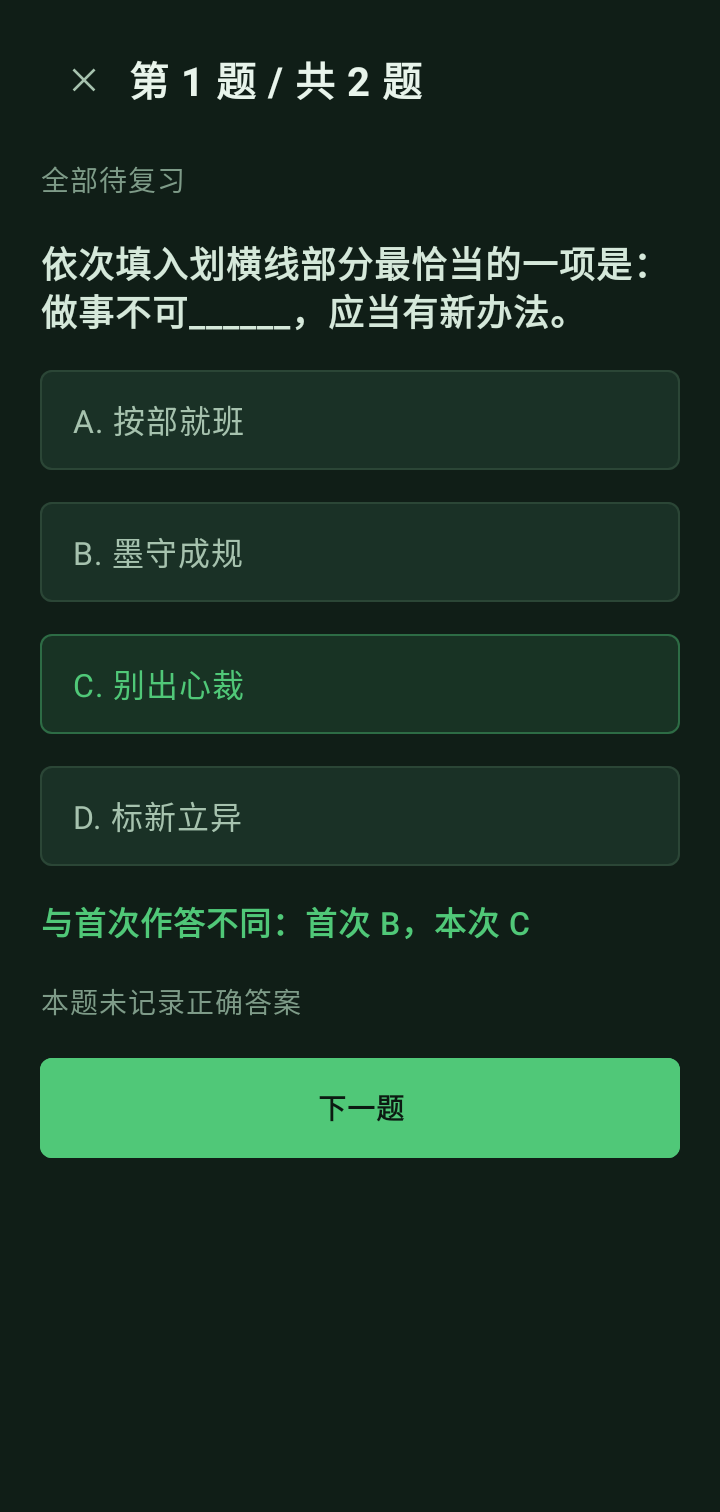 第 1 题 / 共 2 题
全部待复习
依次填入划横线部分最恰当的一项是：
做事不可______，应当有新办法。
A. 按部就班
B. 墨守成规
C. 别出心裁
D. 标新立异
与首次作答不同：首次 B，本次 C
本题未记录正确答案
下一题